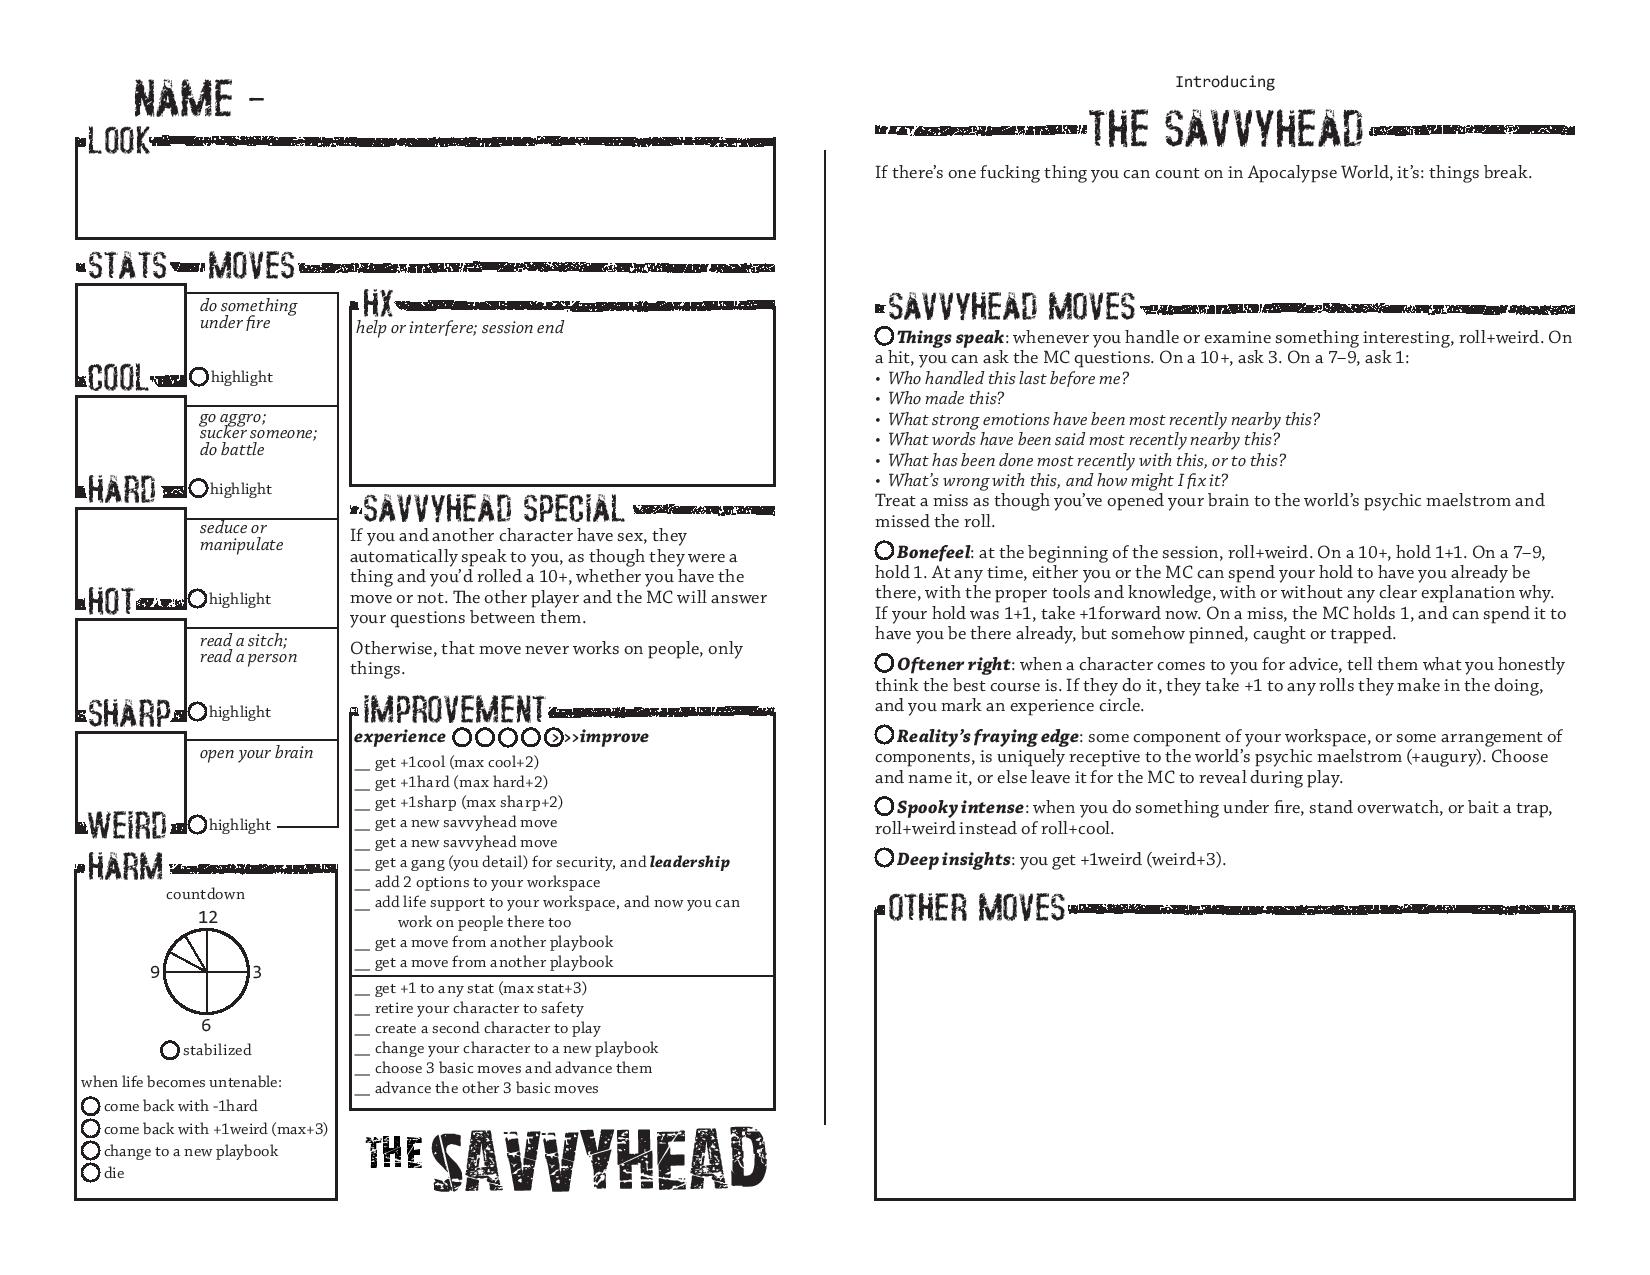 NAME –
LOOK
STATS MOVES
do something
under fire
COOL highlight
go aggro;
sucker someone;
do battle
HARD highlight
seduce or
manipulate
HOT highlight
read a sitch;
read a person
SHARP highlight
open your brain
WEIRD highlight
HARM
countdown
12
9 3
6
stabilized
when life becomes untenable:
come back with -1hard
come back with +1weird (max+3)
change to a new playbook
die
HX
help or interfere; session end
SAVVYHEAD SPECIAL
If you and another character have sex, they
automatically speak to you, as though they were a
thing and you’d rolled a 10+, whether you have the
move or not. The other player and the MC will answer
your questions between them.
Otherwise, that move never works on people, only
things.
IMPROVEMENT
experience >>>improve
__ get +1cool (max cool+2)
__ get +1hard (max hard+2)
__ get +1sharp (max sharp+2)
__ get a new savvyhead move
__ get a new savvyhead move
__ get a gang (you detail) for security, and leadership
__ add 2 options to your workspace
__ add life support to your workspace, and now you can
work on people there too
__ get a move from another playbook
__ get a move from another playbook
__ get +1 to any stat (max stat+3)
__ retire your character to safety
__ create a second character to play
__ change your character to a new playbook
__ choose 3 basic moves and advance them
__ advance the other 3 basic moves
THE SAVVYHEAD
Introducing
THE SAVVYHEAD
If there’s one fucking thing you can count on in Apocalypse World, it’s: things break.
SAVVYHEAD MOVES
Things speak: whenever you handle or examine something interesting, roll+weird. On
a hit, you can ask the MC questions. On a 10+, ask 3. On a 7–9, ask 1:
• Who handled this last before me?
• Who made this?
• What strong emotions have been most recently nearby this?
• What words have been said most recently nearby this?
• What has been done most recently with this, or to this?
• What’s wrong with this, and how might I fix it?
Treat a miss as though you’ve opened your brain to the world’s psychic maelstrom and
missed the roll.
Bonefeel: at the beginning of the session, roll+weird. On a 10+, hold 1+1. On a 7–9,
hold 1. At any time, either you or the MC can spend your hold to have you already be
there, with the proper tools and knowledge, with or without any clear explanation why.
If your hold was 1+1, take +1forward now. On a miss, the MC holds 1, and can spend it to
have you be there already, but somehow pinned, caught or trapped.
Oftener right: when a character comes to you for advice, tell them what you honestly
think the best course is. If they do it, they take +1 to any rolls they make in the doing,
and you mark an experience circle.
Reality’s fraying edge: some component of your workspace, or some arrangement of
components, is uniquely receptive to the world’s psychic maelstrom (+augury). Choose
and name it, or else leave it for the MC to reveal during play.
Spooky intense: when you do something under fire, stand overwatch, or bait a trap,
roll+weird instead of roll+cool.
Deep insights: you get +1weird (weird+3).
OTHER MOVES